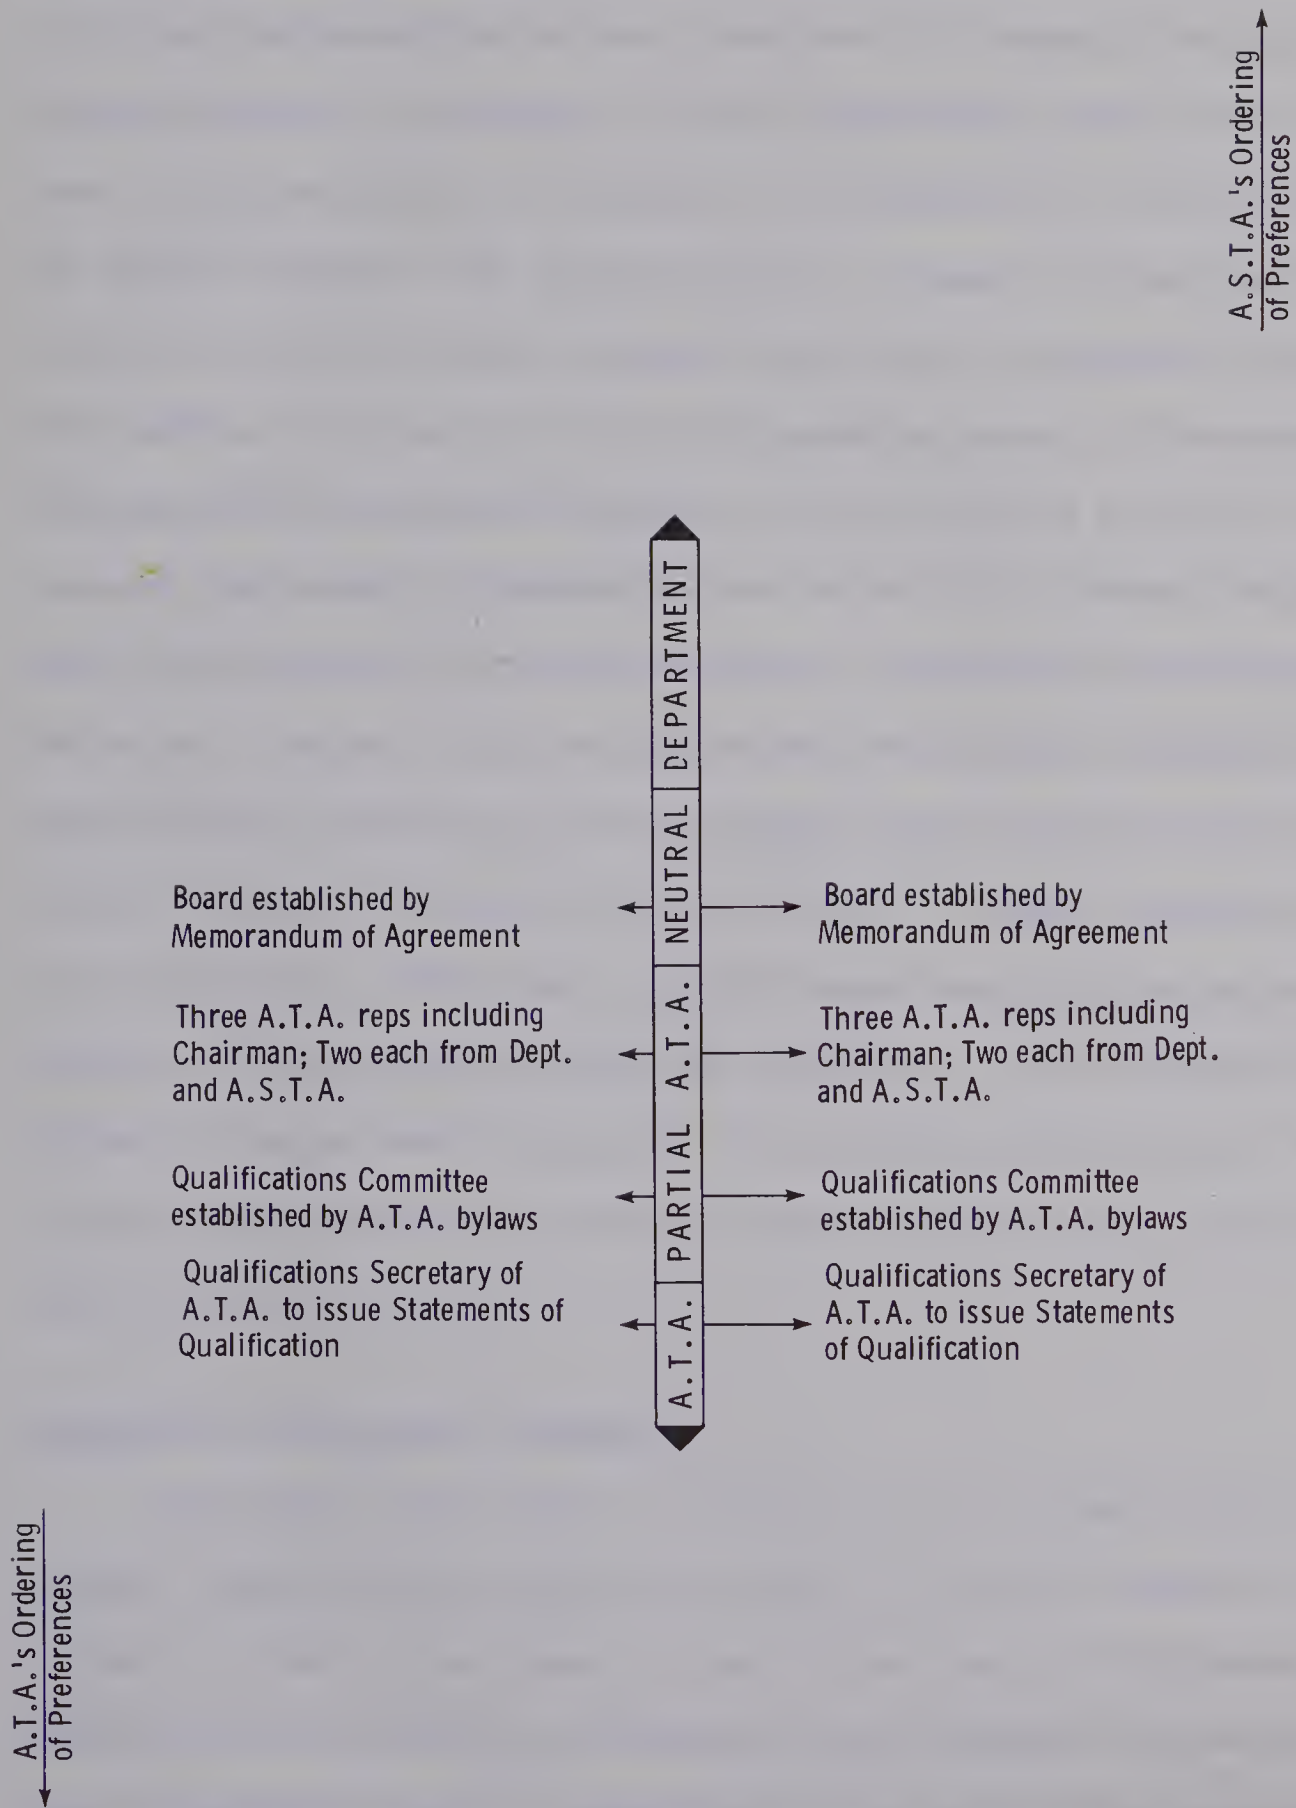 A.S.T.A.'s Ordering
of Preferences
DEPARTMENT
NEUTRAL
PARTIAL A.T.A.
A.T.A.
Board established by
Memorandum of Agreement
Three A.T.A. reps including
Chairman; Two each from Dept.
and A.S.T.A.
Qualifications Committee
established by A.T.A. bylaws
Qualifications Secretary of
A.T.A. to issue Statements of
Qualification
Board established by
Memorandum of Agreement
Three A.T.A. reps including
Chairman; Two each from Dept.
and A.S.T.A.
Qualifications Committee
established by A.T.A. bylaws
Qualifications Secretary of
A.T.A. to issue Statements
of Qualification
A.T.A.'s Ordering
of Preferences